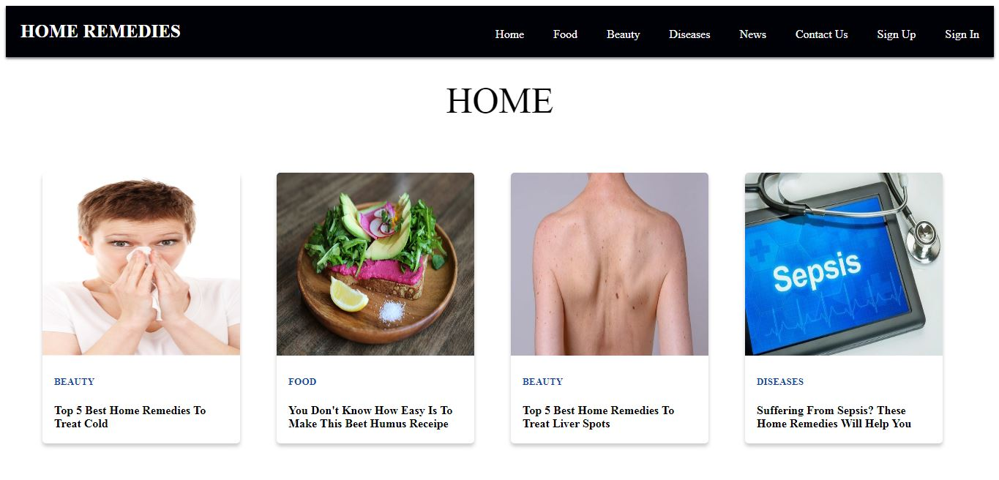 HOME REMEDIES
Home Food Beauty Diseases News Contact Us Sign Up Sign In
HOME
Sepsis
BEAUTY
Top 5 Best Home Remedies To
Treat Cold
FOOD
You Don't Know How Easy Is To
Make This Beet Humus Receipe
BEAUTY
Top 5 Best Home Remedies To
Treat Liver Spots
DISEASES
Suffering From Sepsis? These
Home Remedies Will Help You